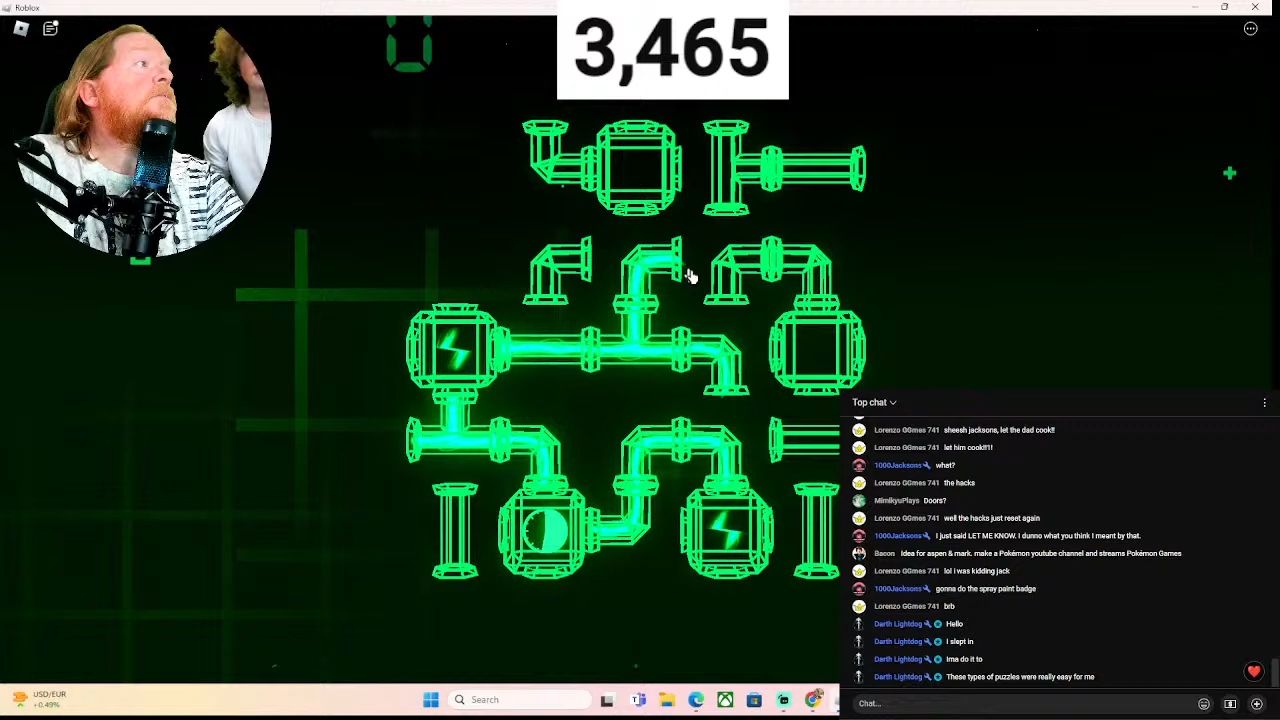 Roblox
3,465
Top chat
Lorenzo GGmes 741 sheesh jacksons, let the dad cook!!
Lorenzo GGmes 741 let him cook!!1!
1000Jacksons what?
Lorenzo GGmes 741 the hacks
MimikyuPlays Doors?
Lorenzo GGmes 741 well the hacks just reset again
1000Jacksons I just said LET ME KNOW. I dunno what you think I meant by that.
Bacon Idea for aspen & mark. make a Pokémon youtube channel and streams Pokémon Games
Lorenzo GGmes 741 lol i was kidding jack
1000Jacksons gonna do the spray paint badge
Lorenzo GGmes 741 brb
Darth Lightdog Hello
Darth Lightdog I slept in
Darth Lightdog Ima do it to
Darth Lightdog These types of puzzles were really easy for me
Chat...
USD/EUR
+0.49%
Search